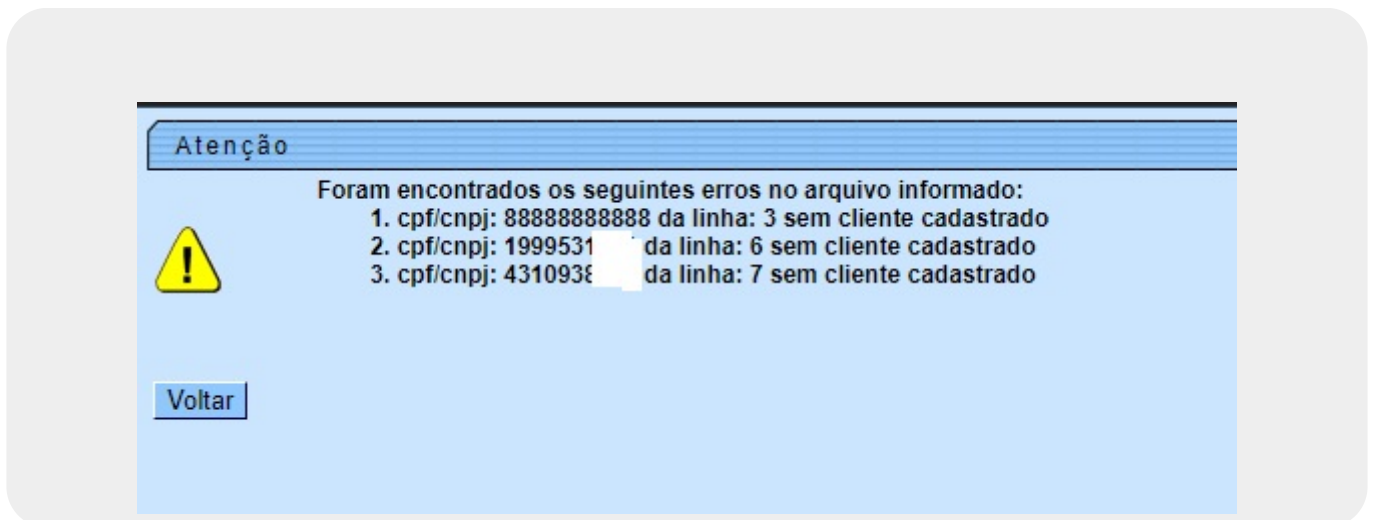 Atenção
Foram encontrados os seguintes erros no arquivo informado:
1. cpf/cnpj: 88888888888 da linha: 3 sem cliente cadastrado
2. cpf/cnpj: 1999531 da linha: 6 sem cliente cadastrado
3. cpf/cnpj: 431093 da linha: 7 sem cliente cadastrado
Voltar